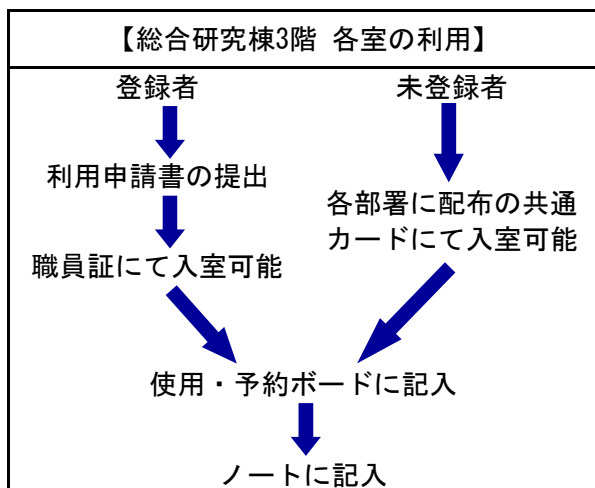 【総合研究棟3階 各室の利用】
登録者
未登録者
利用申請書の提出
各部署に配布の共通
カードにて入室可能
職員証にて入室可能
使用・予約ボードに記入
ノートに記入